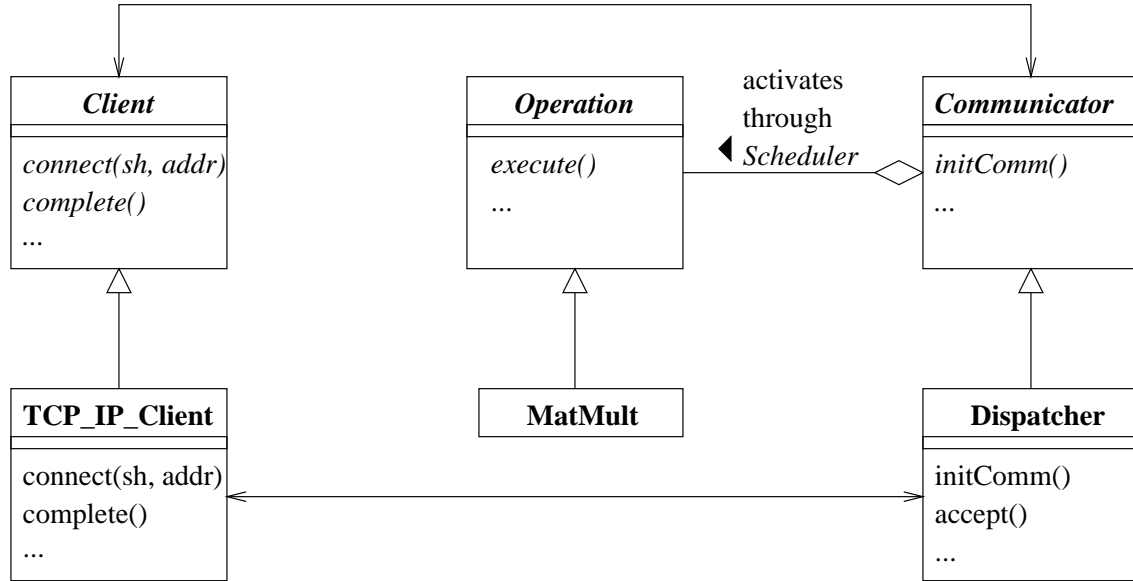 Client
connect(sh, addr)
complete()
...
Operation
execute()
...
activates
through
Scheduler
Communicator
initComm()
...
TCP_IP_Client
connect(sh, addr)
complete()
...
MatMult
Dispatcher
initComm()
accept()
...